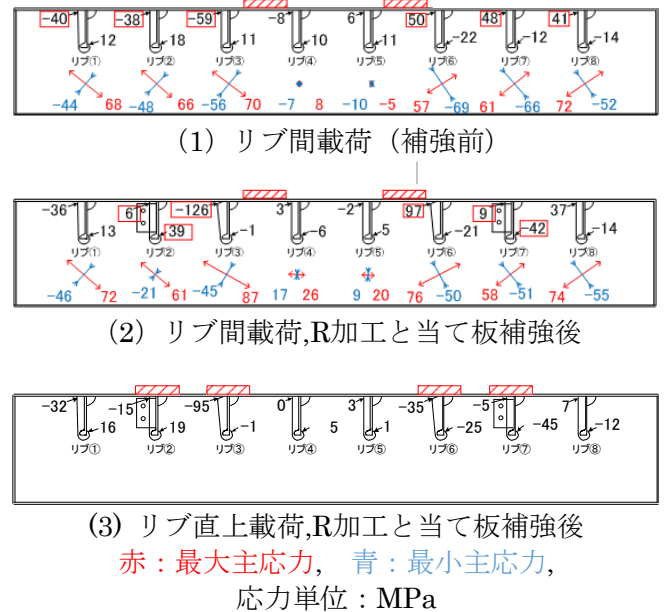 -40 -38 -59 -8 6 50 48 41
12 18 11 10 11 -22 -12 -14
リブ① リブ② リブ③ リブ④ リブ⑤ リブ⑥ リブ⑦ リブ⑧
-44 68 -48 66 -56 70 -7 8 -10 -5 57 -69 61 -66 72 -52
(1) リブ間載荷（補強前）
-36 6 -126 3 -2 97 9 37
13 39 -1 -6 5 -21 -42 -14
リブ① リブ② リブ③ リブ④ リブ⑤ リブ⑥ リブ⑦ リブ⑧
-46 72 -21 61 -45 87 17 26 9 20 76 -50 58 -51 74 -55
(2) リブ間載荷,R加工と当て板補強後
-32 -15 -95 0 3 -35 -5 7
16 19 -1 5 1 -25 -45 -12
リブ① リブ② リブ③ リブ④ リブ⑤ リブ⑥ リブ⑦ リブ⑧
(3) リブ直上載荷,R加工と当て板補強後
赤：最大主応力, 青：最小主応力,
応力単位：MPa